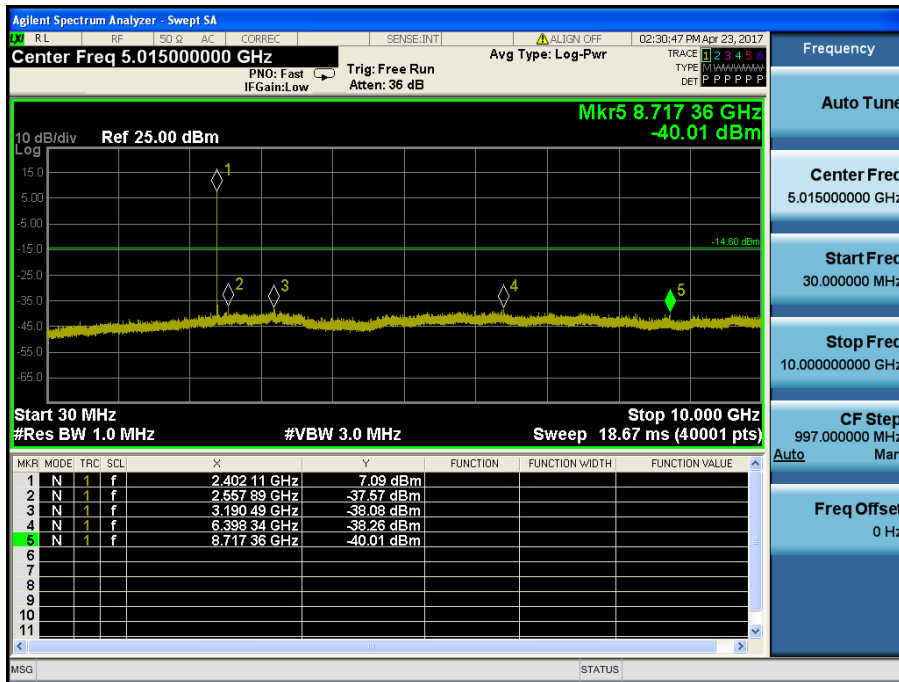 Agilent Spectrum Analyzer - Swept SA
LXI RL RF 50 Ω AC CORREC SENSE:INT ALIGN OFF 02:30:47 PM Apr 23, 2017
Center Freq 5.015000000 GHz
PNO: Fast
IFGain:Low
Trig: Free Run
Atten: 36 dB
Avg Type: Log-Pwr
TRACE 1 2 3 4 5 6
TYPE M W W W W W
DET P P P P P P
Mkr5 8.717 36 GHz
-40.01 dBm
10 dB/div Ref 25.00 dBm
Log
15.0
5.00
-5.00
-15.0
-25.0
-35.0
-45.0
-55.0
-65.0
1
2
3
4
5
-14.60 dBm
Start 30 MHz Stop 10.000 GHz
#Res BW 1.0 MHz #VBW 3.0 MHz Sweep 18.67 ms (40001 pts)
MKR MODE TRC SCL X Y FUNCTION FUNCTION WIDTH FUNCTION VALUE
1 N 1 f 2.402 11 GHz 7.09 dBm
2 N 1 f 2.557 89 GHz -37.57 dBm
3 N 1 f 3.190 49 GHz -38.08 dBm
4 N 1 f 6.398 34 GHz -38.26 dBm
5 N 1 f 8.717 36 GHz -40.01 dBm
6
7
8
9
10
11
MSG STATUS
Frequency
Auto Tune
Center Freq
5.015000000 GHz
Start Freq
30.000000 MHz
Stop Freq
10.000000000 GHz
CF Step
997.000000 MHz
Auto Man
Freq Offset
0 Hz